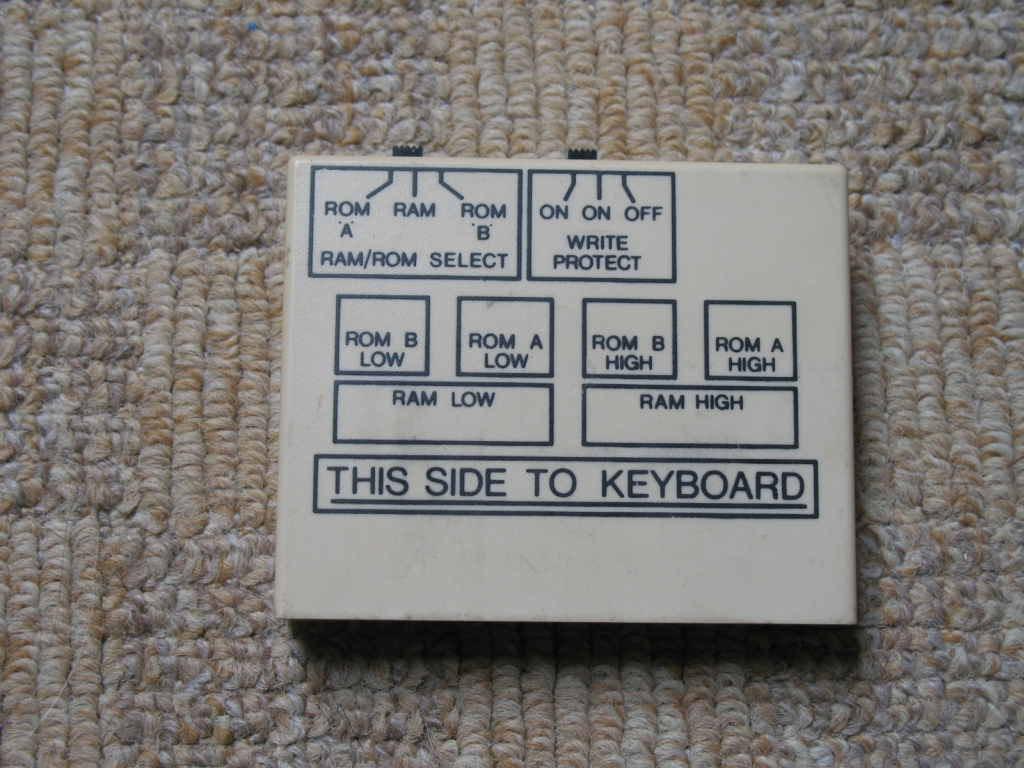 ROM RAM ROM
A B
RAM/ROM SELECT
ON ON OFF
WRITE
PROTECT
ROM B
LOW
ROM A
LOW
ROM B
HIGH
ROM A
HIGH
RAM LOW
RAM HIGH
THIS SIDE TO KEYBOARD